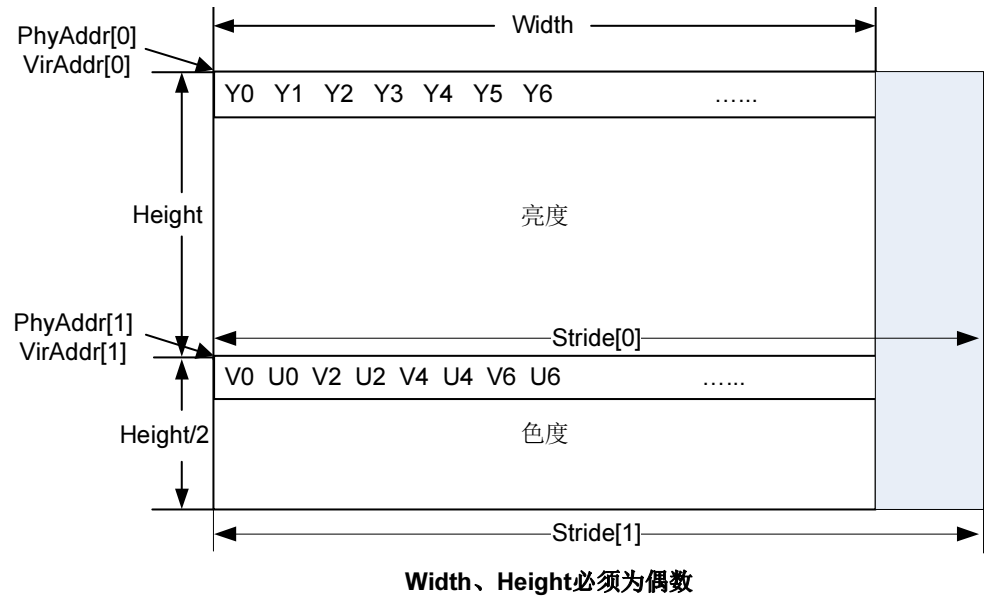 Width
PhyAddr[0]
VirAddr[0]
Y0 Y1 Y2 Y3 Y4 Y5 Y6 ……
Height
亮度
PhyAddr[1]
VirAddr[1]
Stride[0]
V0 U0 V2 U2 V4 U4 V6 U6 ……
Height/2
色度
Stride[1]
Width、Height必须为偶数